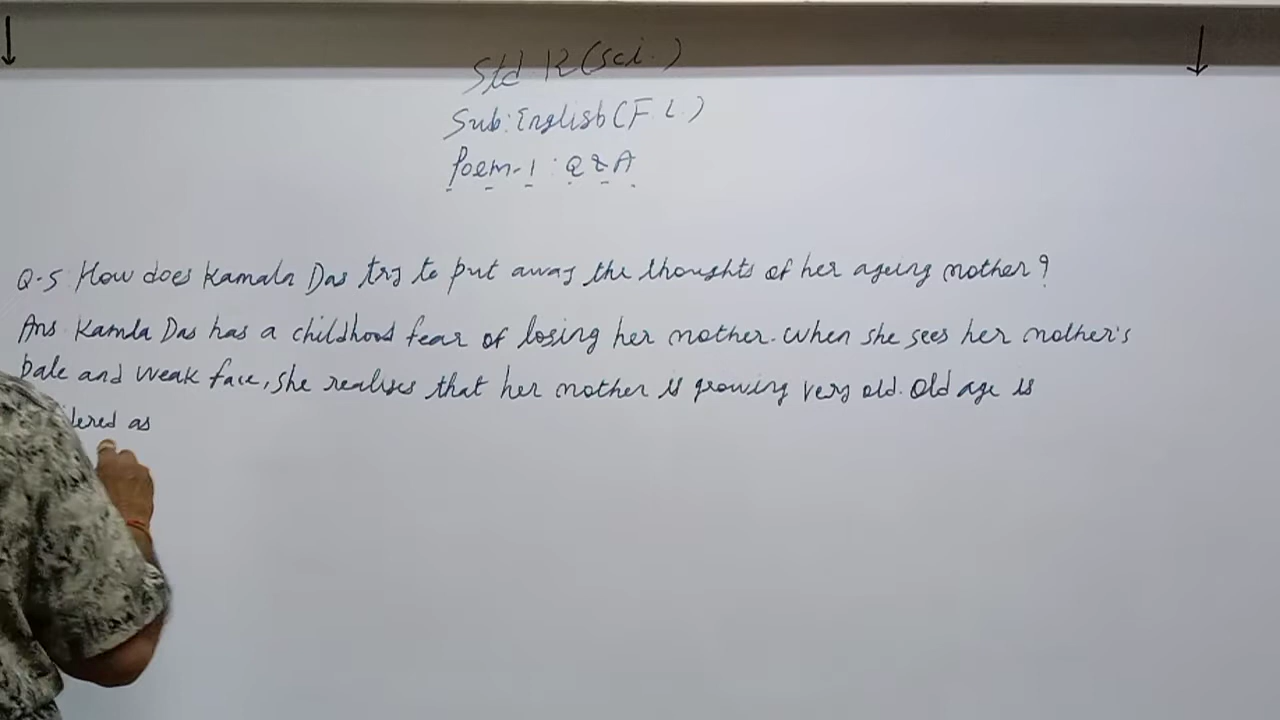 Std 12 (sci.)
Sub: English (F L.)
Poem-1 : Q & A
Q-5 How does Kamala Das try to put away the thoughts of her ageing mother?
Ans. Kamla Das has a childhood fear of losing her mother. When she sees her mother's
pale and weak face, she realises that her mother is growing very old. Old age is
dered as